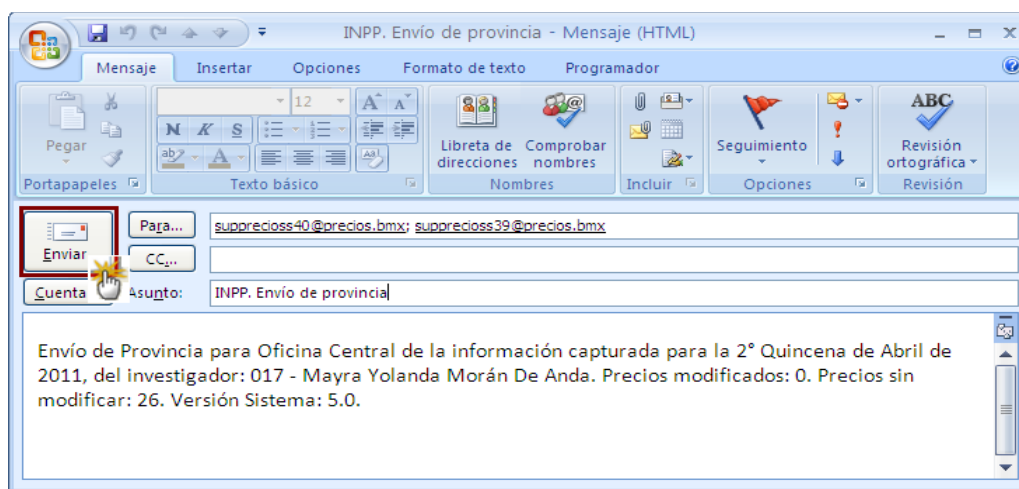 INPP. Envío de provincia - Mensaje (HTML)
Mensaje Insertar Opciones Formato de texto Programador
Pegar
12
A A
N K S
ab A
Libreta de direcciones
Comprobar nombres
Seguimiento
ABC
Revisión ortográfica
Portapapeles Texto básico Nombres Incluir Opciones Revisión
Enviar
Para... supprecioss40@precios.bmx; supprecioss39@precios.bmx
CC...
Cuenta Asunto: INPP. Envío de provincia
Envío de Provincia para Oficina Central de la información capturada para la 2° Quincena de Abril de
2011, del investigador: 017 - Mayra Yolanda Morán De Anda. Precios modificados: 0. Precios sin
modificar: 26. Versión Sistema: 5.0.